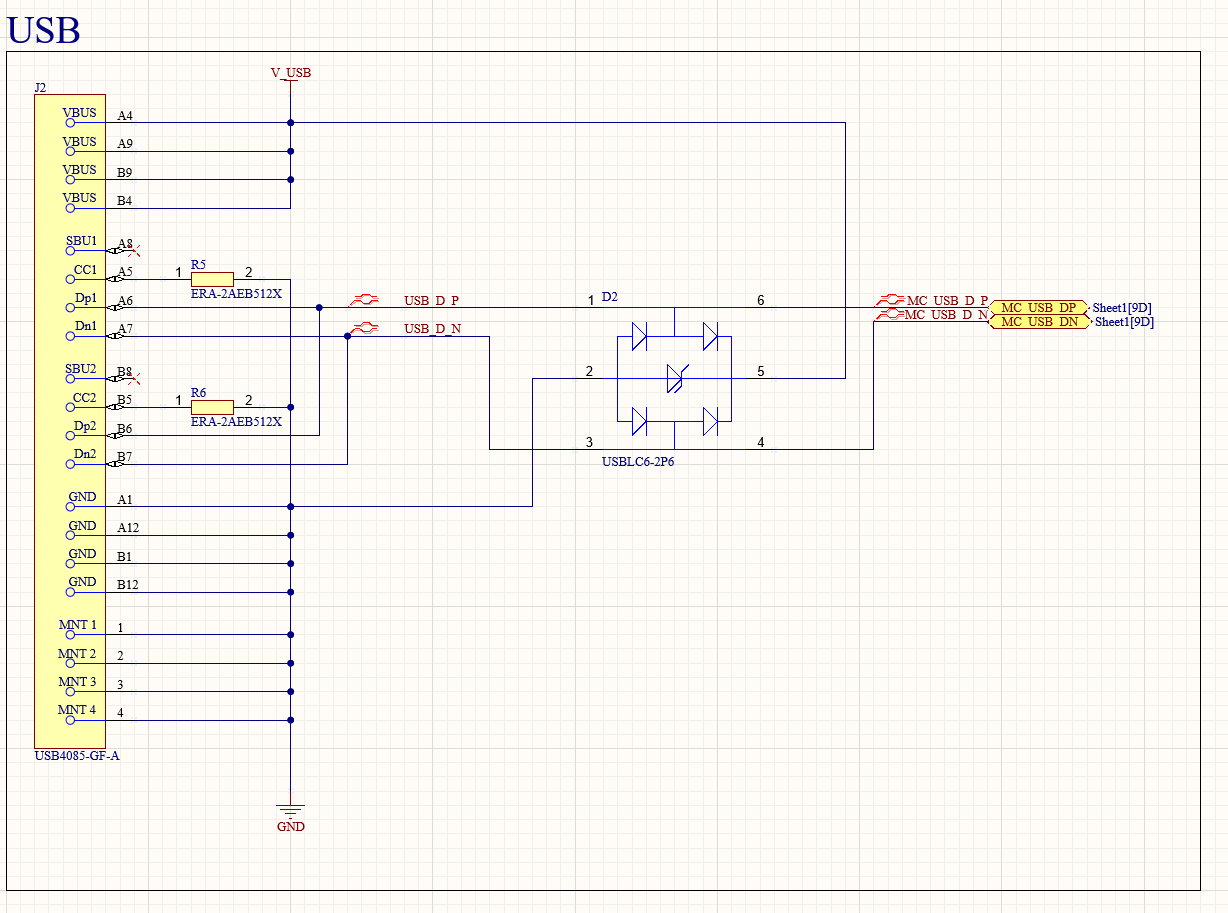 USB
V_USB
J2
VBUS A4
VBUS A9
VBUS B9
VBUS B4
SBU1 A8
CC1 A5 1 R5 2
ERA-2AEB512X
Dp1 A6 USB_D_P 1 D2 6 MC_USB_D_P MC_USB_DP Sheet1[9D]
MC_USB_D_N MC_USB_DN Sheet1[9D]
Dn1 A7 USB_D_N
SBU2 B8 2 5
CC2 B5 1 R6 2
ERA-2AEB512X
Dp2 B6 3 4
Dn2 B7 USBLC6-2P6
GND A1
GND A12
GND B1
GND B12
MNT 1 1
MNT 2 2
MNT 3 3
MNT 4 4
USB4085-GF-A
GND